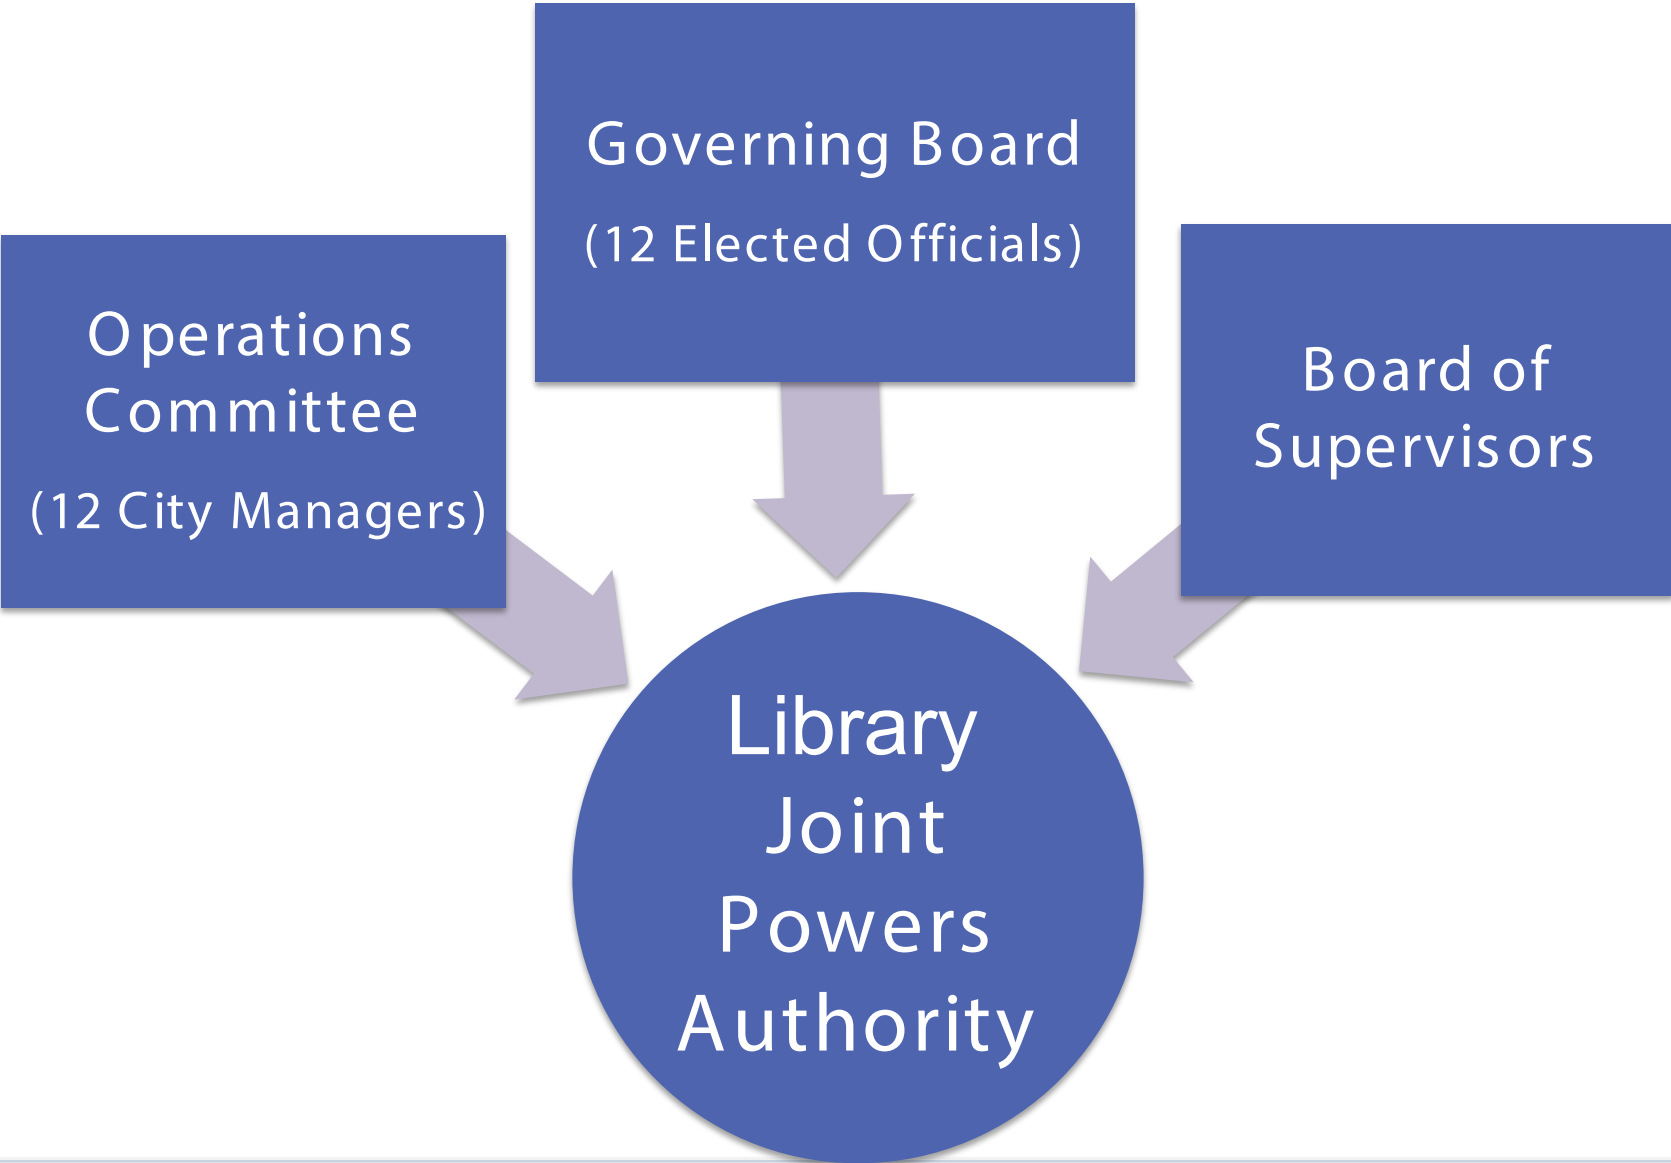 Governing Board
(12 Elected Officials)
Operations
Committee
(12 City Managers)
Board of
Supervisors
Library
Joint
Powers
Authority